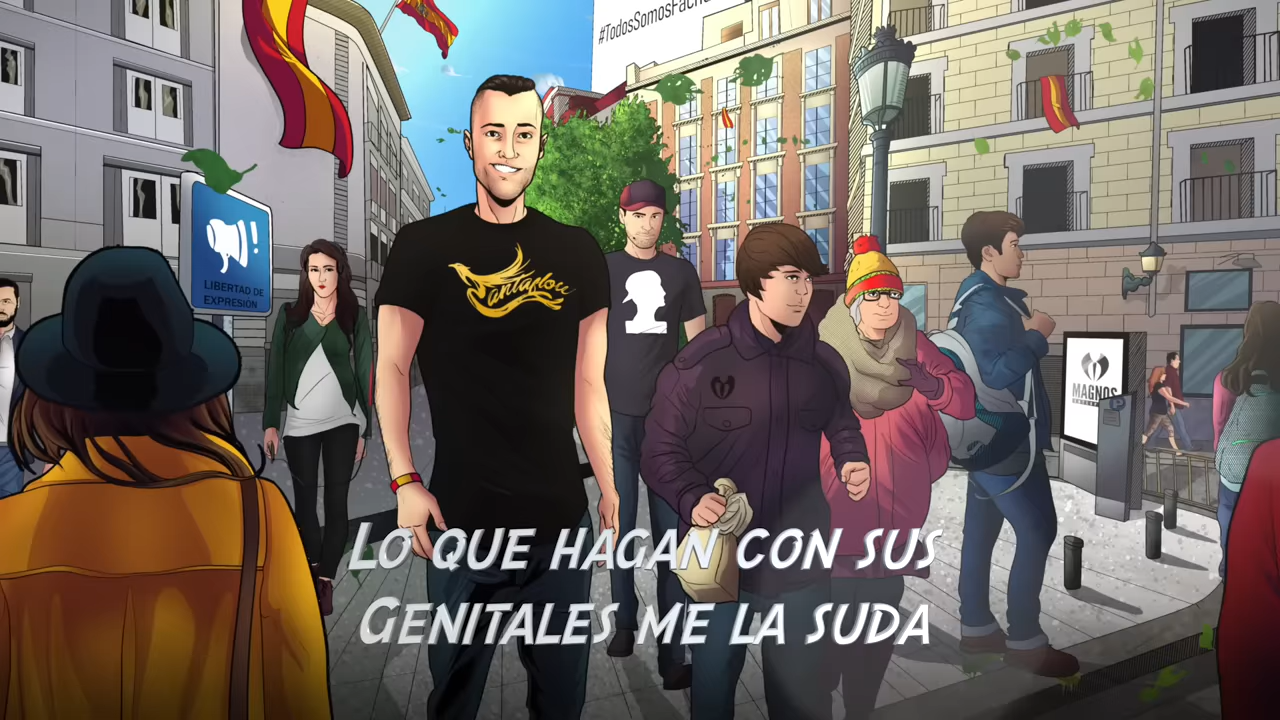 #TodosSomosFach
LIBERTAD DE
EXPRESIÓN
Santaflow
MAGNOS
LO QUE HAGAN CON SUS
GENITALES ME LA SUDA